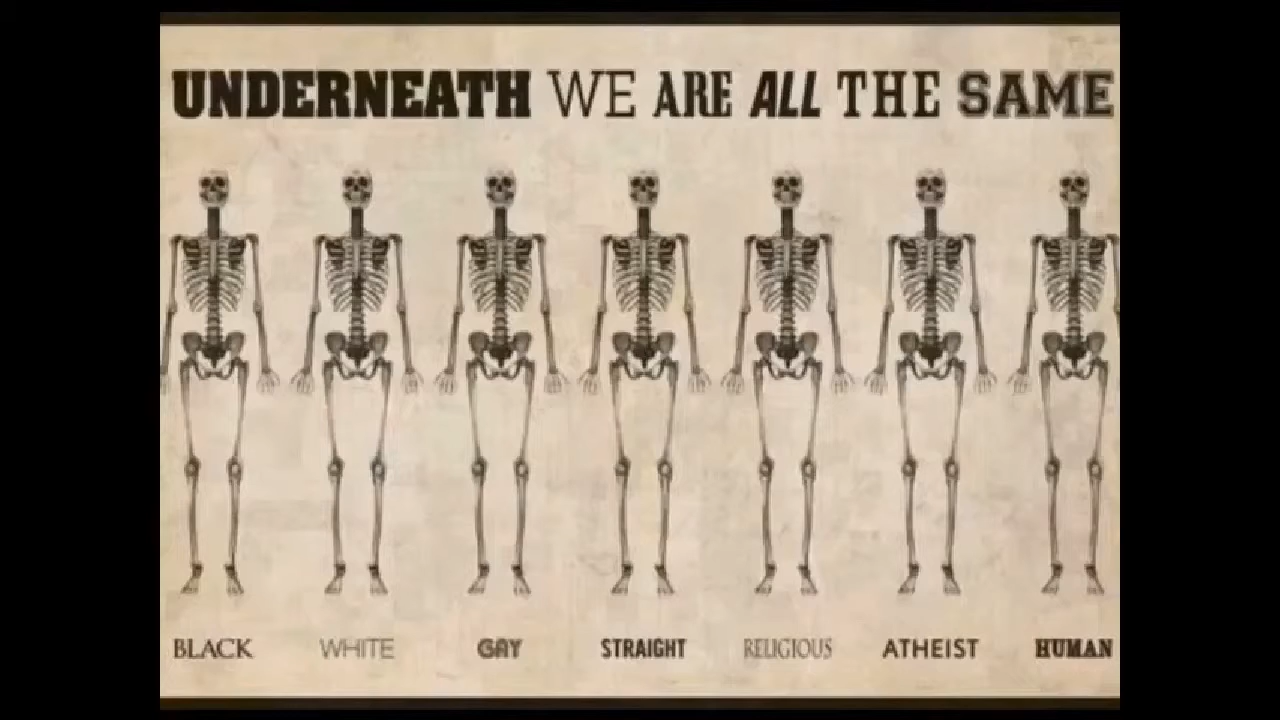 UNDERNEATH WE ARE ALL THE SAME
BLACK WHITE GAY STRAIGHT RELIGIOUS ATHEIST HUMAN